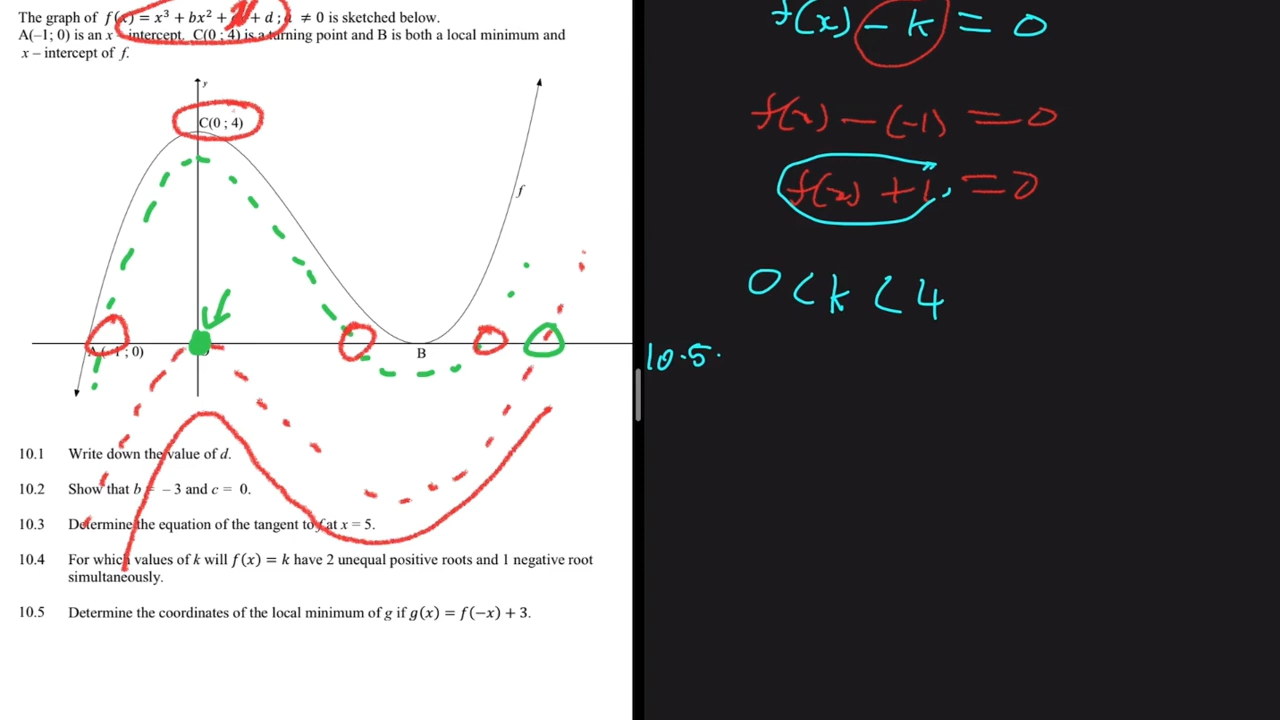 The graph of f(x) = x³ + bx² + + d ; ≠ 0 is sketched below.
A(−1; 0) is an x – intercept. C(0 ; 4) is a turning point and B is both a local minimum and
x – intercept of f.
y
C(0 ; 4)
f
A (−1 ; 0)
B
10.1 Write down the value of d.
10.2 Show that b = – 3 and c = 0.
10.3 Determine the equation of the tangent to f at x = 5.
10.4 For which values of k will f(x) = k have 2 unequal positive roots and 1 negative root
simultaneously.
10.5 Determine the coordinates of the local minimum of g if g(x) = f(−x) + 3.
f(x) − k = 0
f(x) − (−1) = 0
f(x) + 1 = 0
0 < k < 4
10.5.